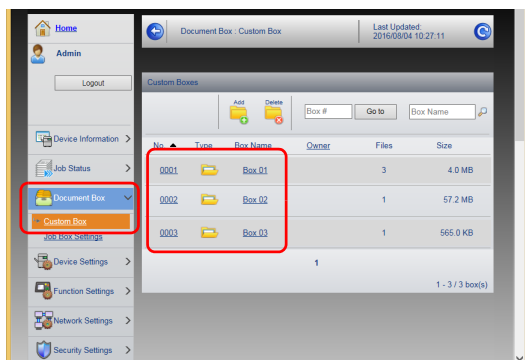 Home
Admin
Logout
Device Information
Job Status
Document Box
Custom Box
Job Box Settings
Device Settings
Function Settings
Network Settings
Security Settings
Document Box : Custom Box
Last Updated:
2016/08/04 10:27:11
Custom Boxes
Add Delete
Box # Go to Box Name
No. Type Box Name Owner Files Size
0001 Box 01 3 4.0 MB
0002 Box 02 1 57.2 MB
0003 Box 03 1 565.0 KB
1
1 - 3 / 3 box(s)